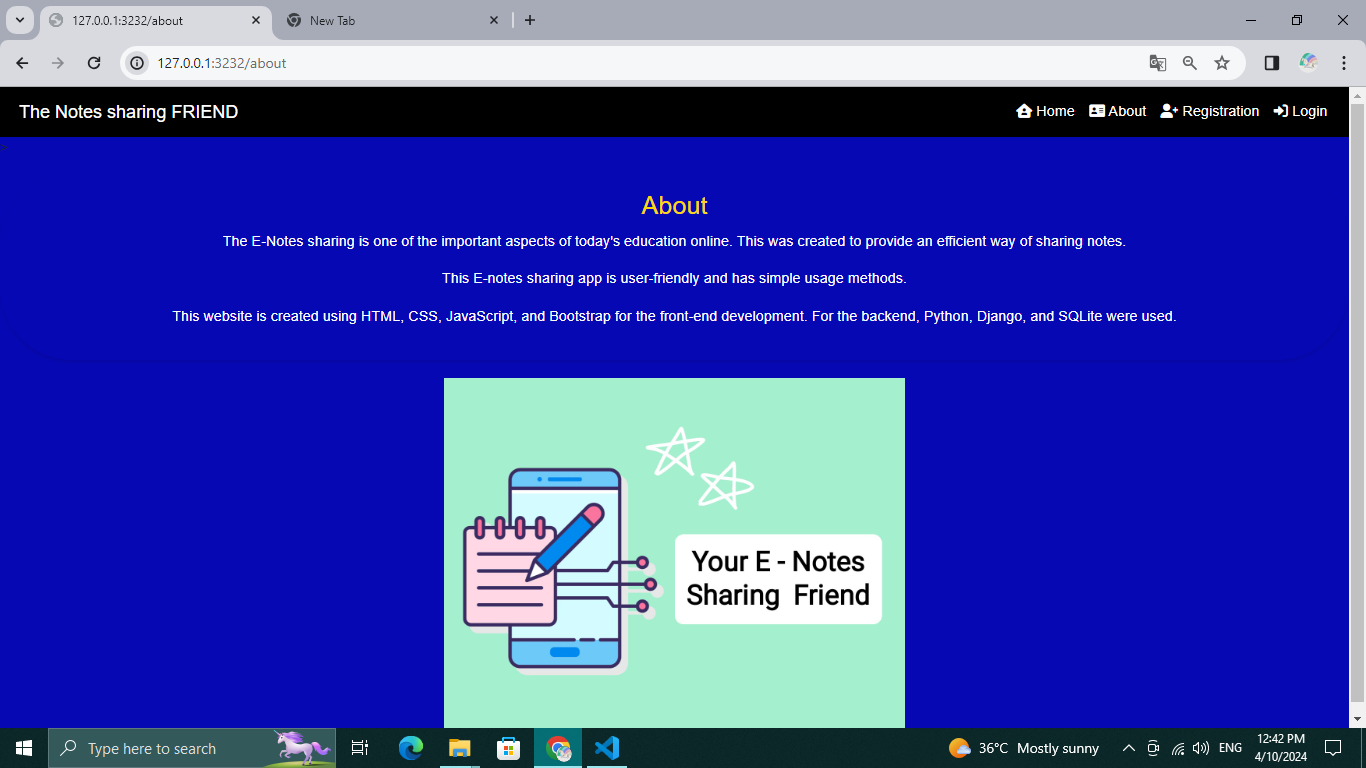 127.0.0.1:3232/about
New Tab
127.0.0.1:3232/about
The Notes sharing FRIEND
Home About Registration Login
About
The E-Notes sharing is one of the important aspects of today's education online. This was created to provide an efficient way of sharing notes.
This E-notes sharing app is user-friendly and has simple usage methods.
This website is created using HTML, CSS, JavaScript, and Bootstrap for the front-end development. For the backend, Python, Django, and SQLite were used.
Your E - Notes
Sharing Friend
Type here to search
36°C Mostly sunny
ENG
12:42 PM
4/10/2024